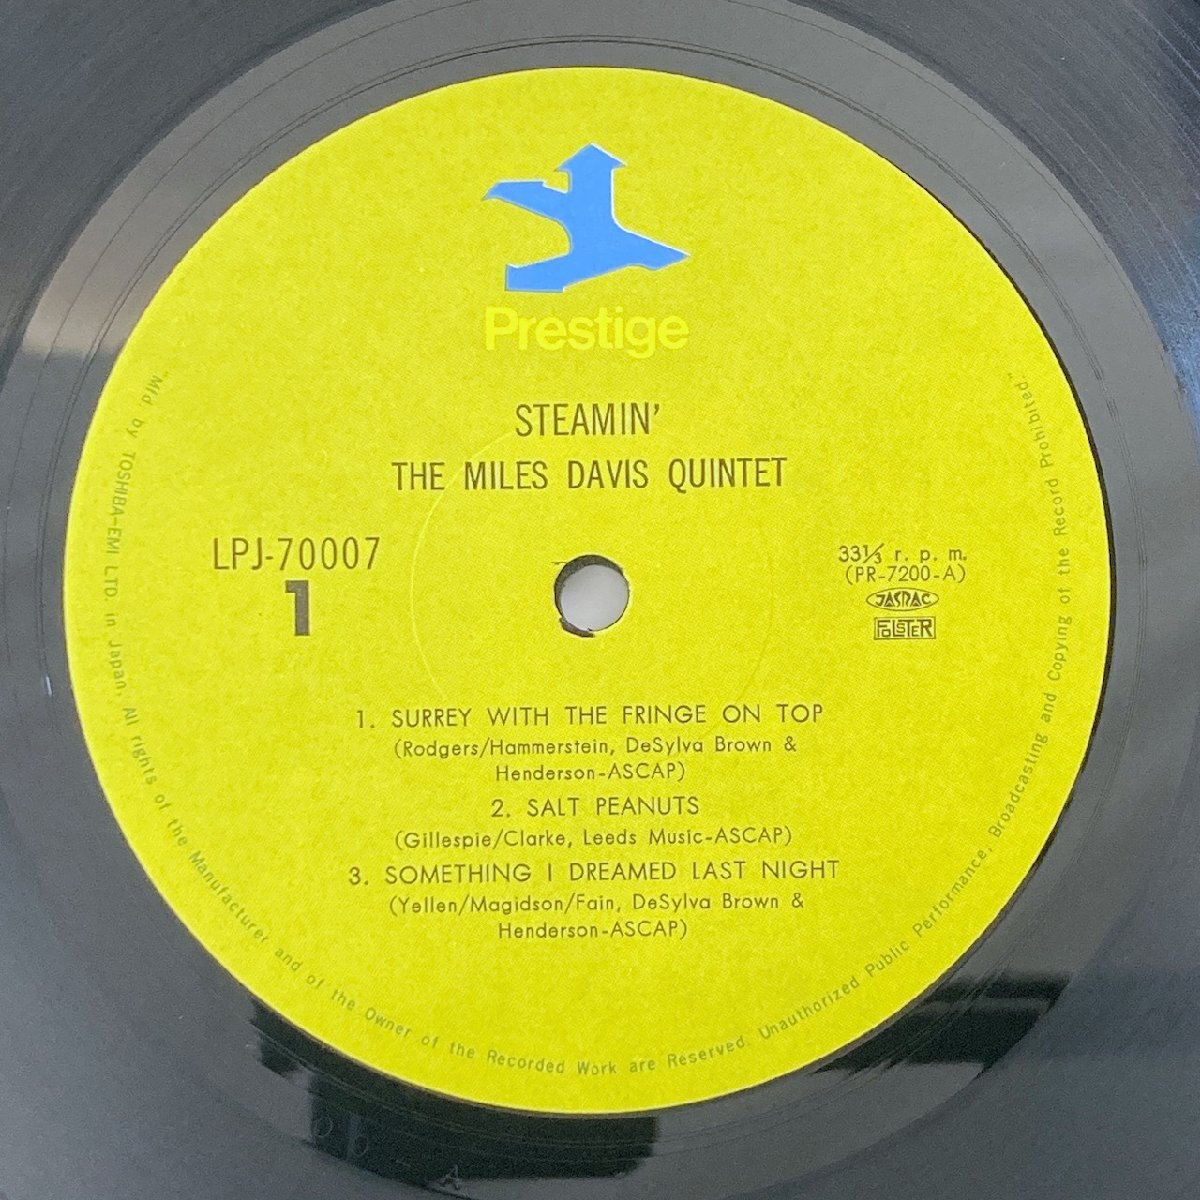 Prestige
STEAMIN'
THE MILES DAVIS QUINTET
LPJ-70007
1
33⅓ r. p. m.
(PR-7200-A)
JASRAC
FOLSTER
1. SURREY WITH THE FRINGE ON TOP
(Rodgers/Hammerstein, DeSylva Brown &
Henderson-ASCAP)
2. SALT PEANUTS
(Gillespie/Clarke, Leeds Music-ASCAP)
3. SOMETHING I DREAMED LAST NIGHT
(Yellen/Magidson/Fain, DeSylva Brown &
Henderson-ASCAP)
"Mfd. by TOSHIBA-EMI LTD. in Japan, All rights of the Manufacturer and of the Owner of the Recorded Work are Reserved. Unauthorized Public Performance, Broadcasting and Copying of the Record Prohibited."